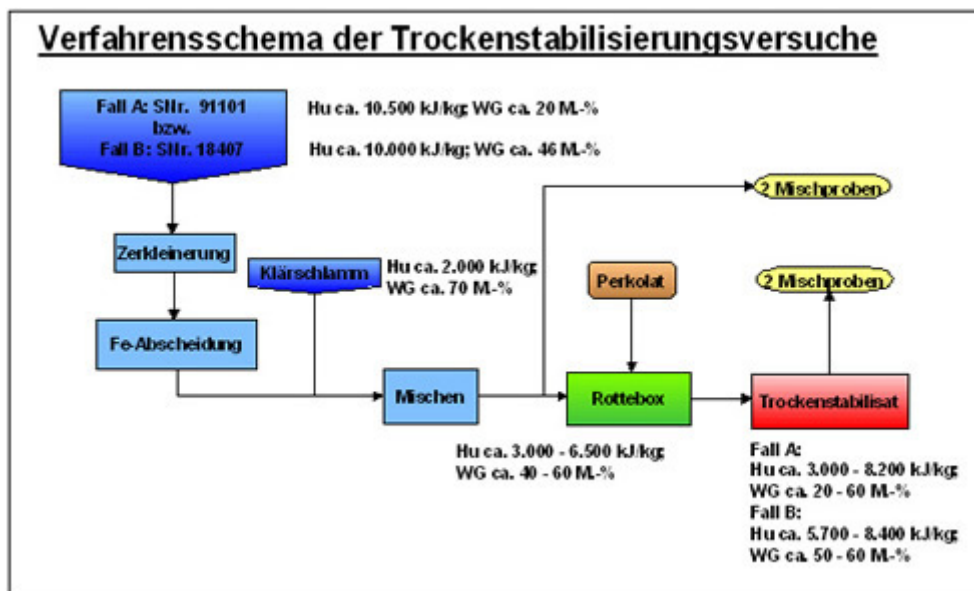 Verfahrensschema der Trockenstabilisierungsversuche
Fall A: SNr. 91101
bzw.
Fall B: SNr. 18407
Hu ca. 10.500 kJ/kg; WG ca. 20 M.-%
Hu ca. 10.000 kJ/kg; WG ca. 46 M.-%
2 Mischproben
Zerkleinerung
Klärschlamm
Hu ca. 2.000 kJ/kg;
WG ca. 70 M.-%
Perkolat
2 Mischproben
Fe-Abscheidung
Mischen
Rottebox
Trockenstabilisat
Hu ca. 3.000 - 6.500 kJ/kg;
WG ca. 40 - 60 M.-%
Fall A:
Hu ca. 3.000 - 8.200 kJ/kg;
WG ca. 20 - 60 M.-%
Fall B:
Hu ca. 5.700 - 8.400 kJ/kg;
WG ca. 50 - 60 M.-%